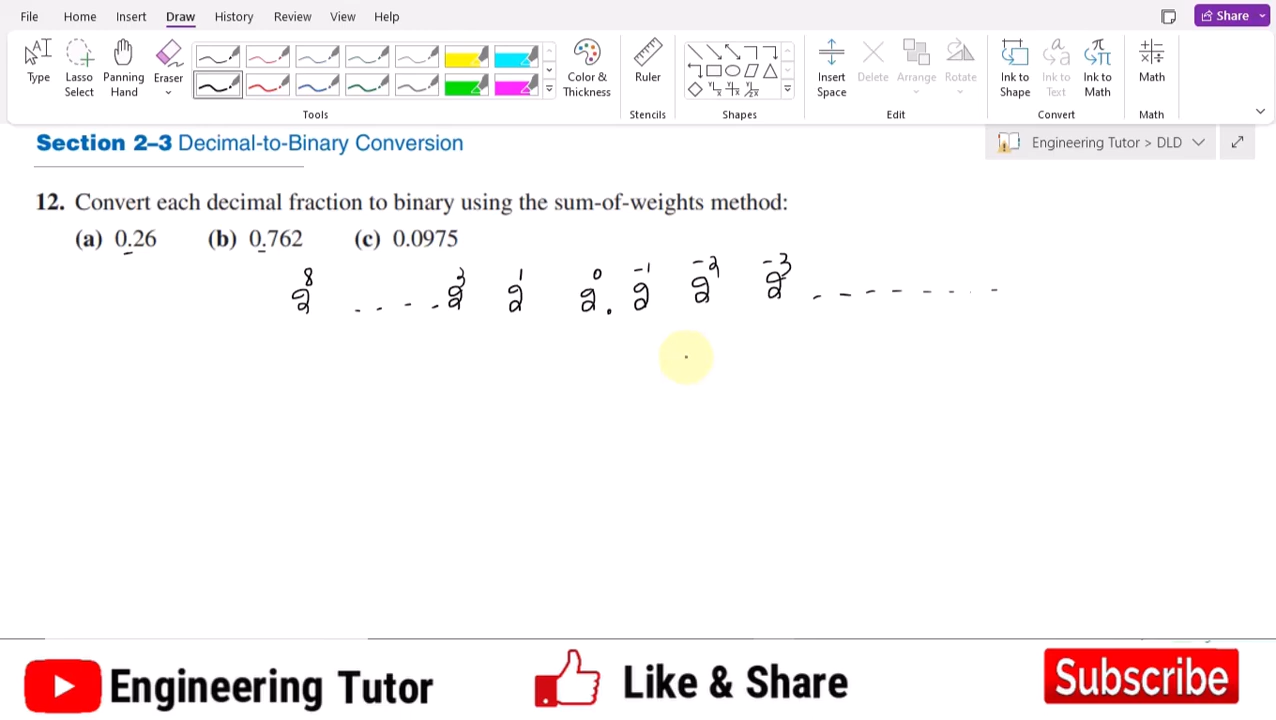 File Home Insert Draw History Review View Help Share
Type Lasso Select Panning Hand Eraser Color & Thickness Ruler Insert Space Delete Arrange Rotate Ink to Shape Ink to Text Ink to Math Math
Tools Stencils Shapes Edit Convert Math
Section 2–3 Decimal-to-Binary Conversion
Engineering Tutor > DLD
12. Convert each decimal fraction to binary using the sum-of-weights method:
(a) 0.26 (b) 0.762 (c) 0.0975
2^8 .... 2^3 2^1 2^0 . 2^-1 2^-2 2^-3 --------
Engineering Tutor Like & Share Subscribe